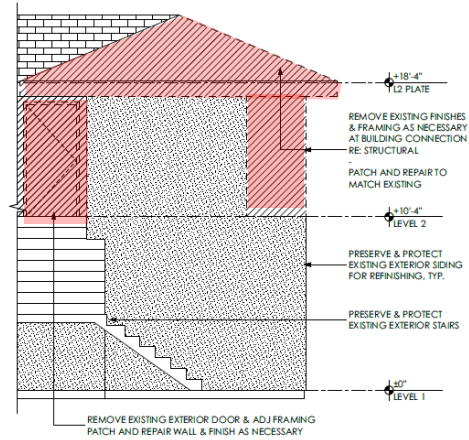 +18'-4"
L2 PLATE
REMOVE EXISTING FINISHES
& FRAMING AS NECESSARY
AT BUILDING CONNECTION
RE: STRUCTURAL
-
PATCH AND REPAIR TO
MATCH EXISTING
+10'-4"
LEVEL 2
PRESERVE & PROTECT
EXISTING EXTERIOR SIDING
FOR REFINISHING, TYP.
PRESERVE & PROTECT
EXISTING EXTERIOR STAIRS
±0"
LEVEL 1
REMOVE EXISTING EXTERIOR DOOR & ADJ FRAMING
PATCH AND REPAIR WALL & FINISH AS NECESSARY